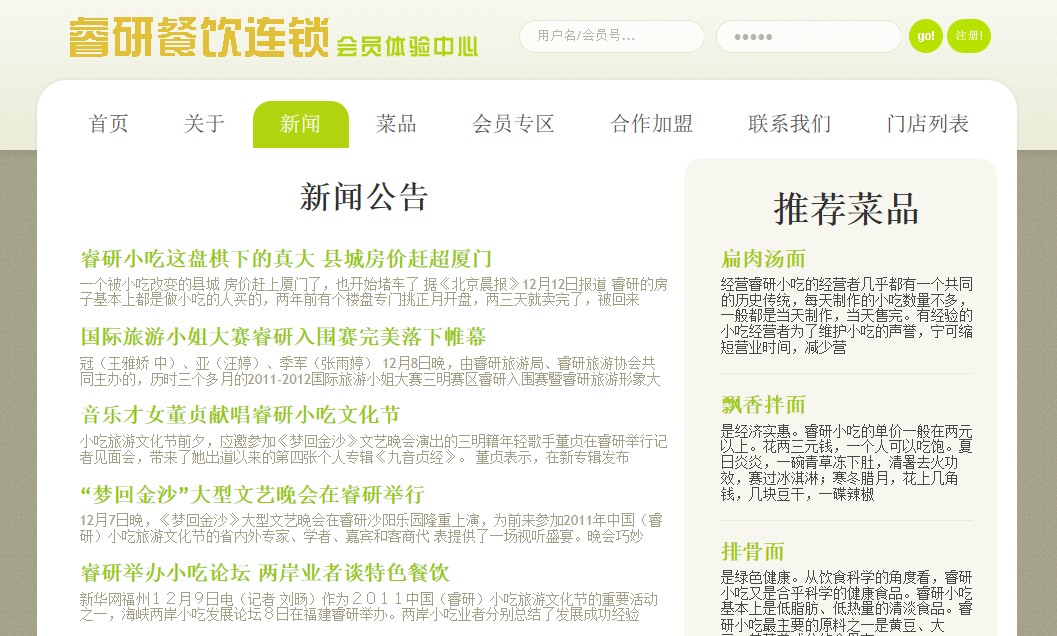 睿研餐饮连锁 会员体验中心
用户名/会员号...
●●●●●
go!
注册!
首页 关于 新闻 菜品 会员专区 合作加盟 联系我们 门店列表
新闻公告
睿研小吃这盘棋下的真大 县城房价赶超厦门
一个被小吃改变的县城 房价赶上厦门了，也开始堵车了 据《北京晨报》12月12日报道 睿研的房
子基本上都是做小吃的人买的，两年前有个楼盘专门挑正月开盘，两三天就卖完了，被回来
国际旅游小姐大赛睿研入围赛完美落下帷幕
冠（王雅娇 中）、亚（汪婷）、季军（张雨婷） 12月8日晚，由睿研旅游局、睿研旅游协会共
同主办的，历时三个多月的2011-2012国际旅游小姐大赛三明赛区睿研入围赛暨睿研旅游形象大
音乐才女董贞献唱睿研小吃文化节
小吃旅游文化节前夕，应邀参加《梦回金沙》文艺晚会演出的三明籍年轻歌手董贞在睿研举行记
者见面会，带来了她出道以来的第四张个人专辑《九音贞经》。 董贞表示，在新专辑发布
“梦回金沙”大型文艺晚会在睿研举行
12月7日晚，《梦回金沙》大型文艺晚会在睿研沙阳乐园隆重上演，为前来参加2011年中国（睿
研）小吃旅游文化节的省内外专家、学者、嘉宾和客商代 表提供了一场视听盛宴。晚会巧妙
睿研举办小吃论坛 两岸业者谈特色餐饮
新华网福州１２月９日电（记者 刘旸）作为２０１１中国（睿研）小吃旅游文化节的重要活动
之一，海峡两岸小吃发展论坛８日在福建睿研举办。两岸小吃业者分别总结了发展成功经验
推荐菜品
扁肉汤面
经营睿研小吃的经营者几乎都有一个共同
的历史传统，每天制作的小吃数量不多，
一般都是当天制作，当天售完。有经验的
小吃经营者为了维护小吃的声誉，宁可缩
短营业时间，减少营
飘香拌面
是经济实惠。睿研小吃的单价一般在两元
以上。花两三元钱，一个人可以吃饱。夏
日炎炎，一碗青草冻下肚，清暑去火功
效，赛过冰淇淋；寒冬腊月，花上几角
钱，几块豆干，一碟辣椒
排骨面
是绿色健康。从饮食科学的角度看，睿研
小吃又是合乎科学的健康食品。睿研小吃
基本上是低脂肪、低热量的清淡食品。睿
研小吃最主要的原料之一是黄豆、大